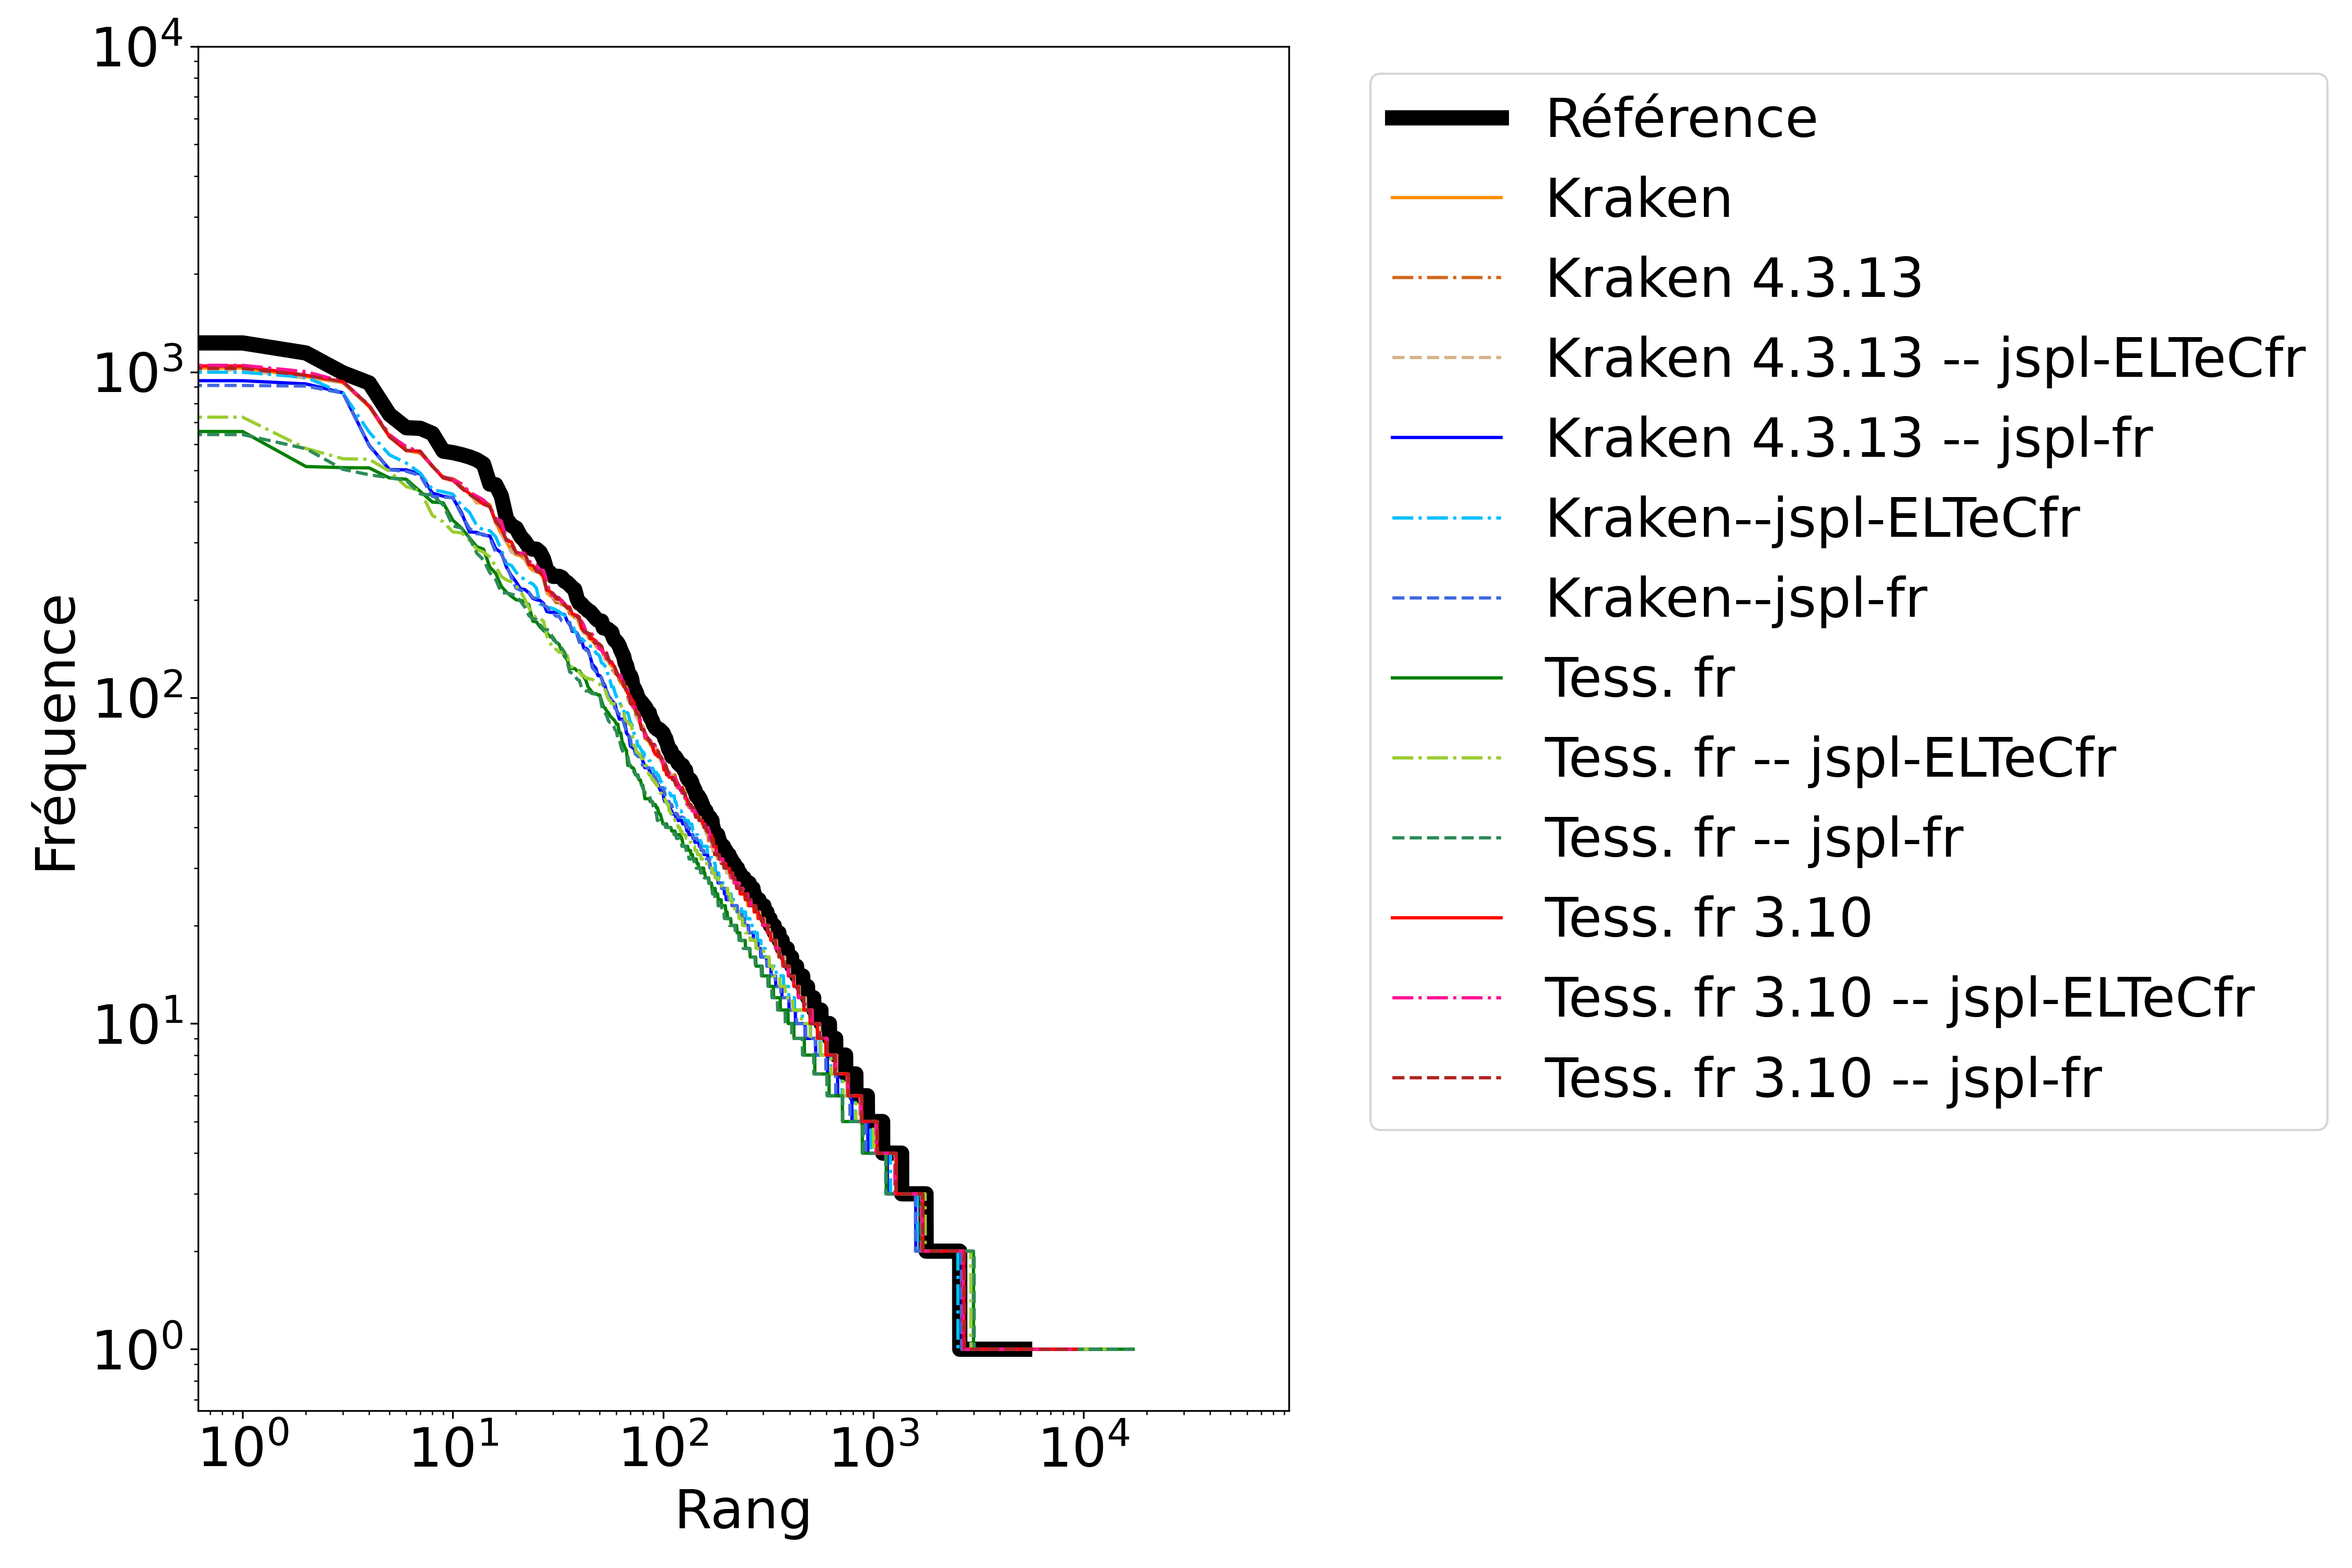 10⁴
10³
10²
10¹
10⁰
Fréquence
10⁰ 10¹ 10² 10³ 10⁴
Rang
Référence
Kraken
Kraken 4.3.13
Kraken 4.3.13 -- jspl-ELTeCfr
Kraken 4.3.13 -- jspl-fr
Kraken--jspl-ELTeCfr
Kraken--jspl-fr
Tess. fr
Tess. fr -- jspl-ELTeCfr
Tess. fr -- jspl-fr
Tess. fr 3.10
Tess. fr 3.10 -- jspl-ELTeCfr
Tess. fr 3.10 -- jspl-fr